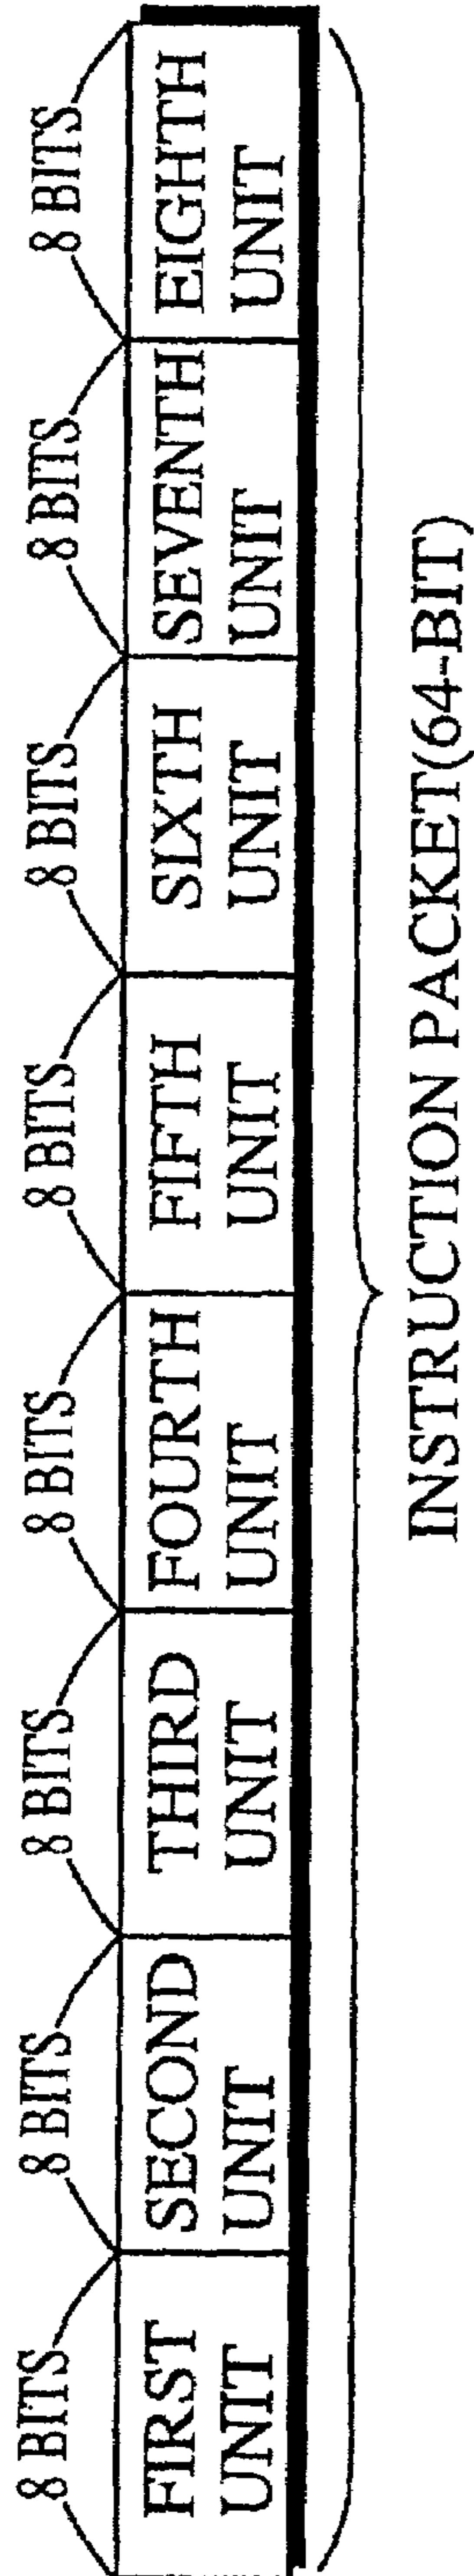 8 BITS 8 BITS 8 BITS 8 BITS 8 BITS 8 BITS 8 BITS 8 BITS
FIRST SECOND THIRD FOURTH FIFTH SIXTH SEVENTH EIGHTH
UNIT UNIT UNIT UNIT UNIT UNIT UNIT UNIT
INSTRUCTION PACKET(64-BIT)